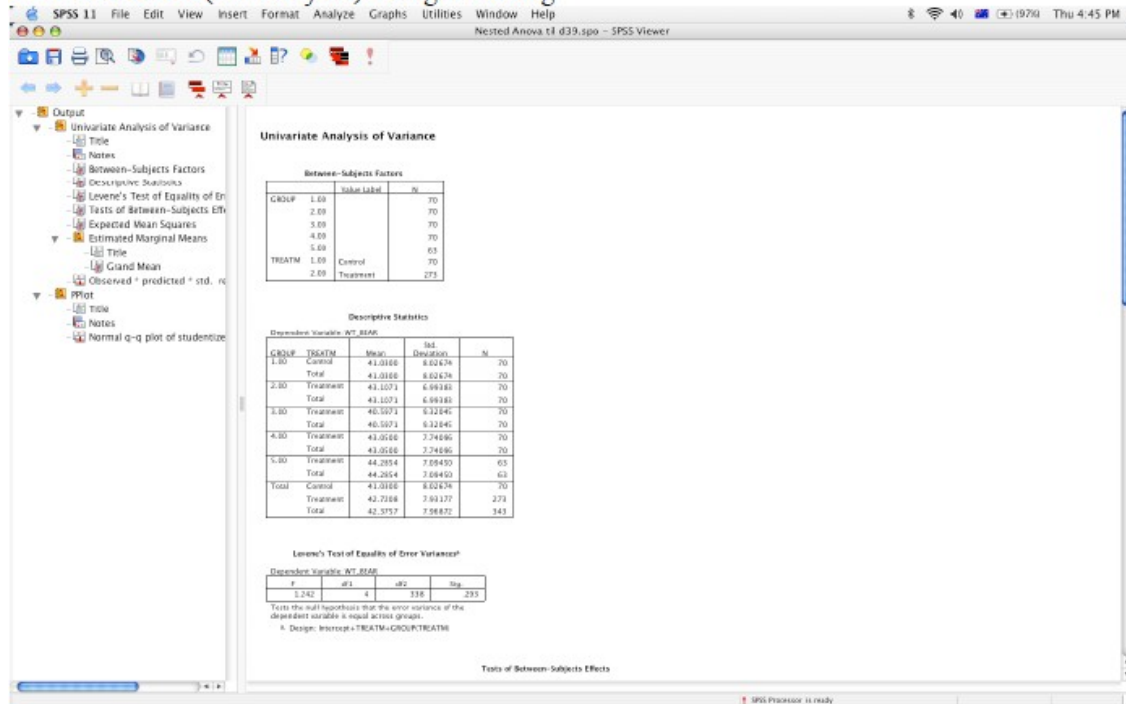 SPSS 11 File Edit View Insert Format Analyze Graphs Utilities Window Help (97%) Thu 4:45 PM
Nested Anova til d39.spo - SPSS Viewer
Output
Univariate Analysis of Variance
Title
Notes
Between-Subjects Factors
Descriptive Statistics
Levene's Test of Equality of Er
Tests of Between-Subjects Eff
Expected Mean Squares
Estimated Marginal Means
Title
Grand Mean
Observed * predicted * std. re
PPlot
Title
Notes
Normal q-q plot of studentize
Univariate Analysis of Variance
Between-Subjects Factors
Value Label N
GROUP 1.00 70
2.00 70
3.00 70
4.00 70
5.00 63
TREATM 1.00 Control 70
2.00 Treatment 273
Descriptive Statistics
Dependent Variable: WT_BEAR
GROUP TREATM Mean Std. Deviation N
1.00 Control 41.0300 8.02674 70
Total 41.0300 8.02674 70
2.00 Treatment 43.1071 6.99383 70
Total 43.1071 6.99383 70
3.00 Treatment 40.5971 9.32045 70
Total 40.5971 9.32045 70
4.00 Treatment 43.0500 7.74096 70
Total 43.0500 7.74096 70
5.00 Treatment 44.2854 7.09450 63
Total 44.2854 7.09450 63
Total Control 41.0300 8.02674 70
Treatment 42.7208 7.93177 273
Total 42.3757 7.96872 343
Levene's Test of Equality of Error Variances
Dependent Variable: WT_BEAR
F df1 df2 Sig.
1.242 4 338 .293
Tests the null hypothesis that the error variance of the
dependent variable is equal across groups.
a. Design: Intercept+TREATM+GROUP(TREATM)
Tests of Between-Subjects Effects
SPSS Processor is ready